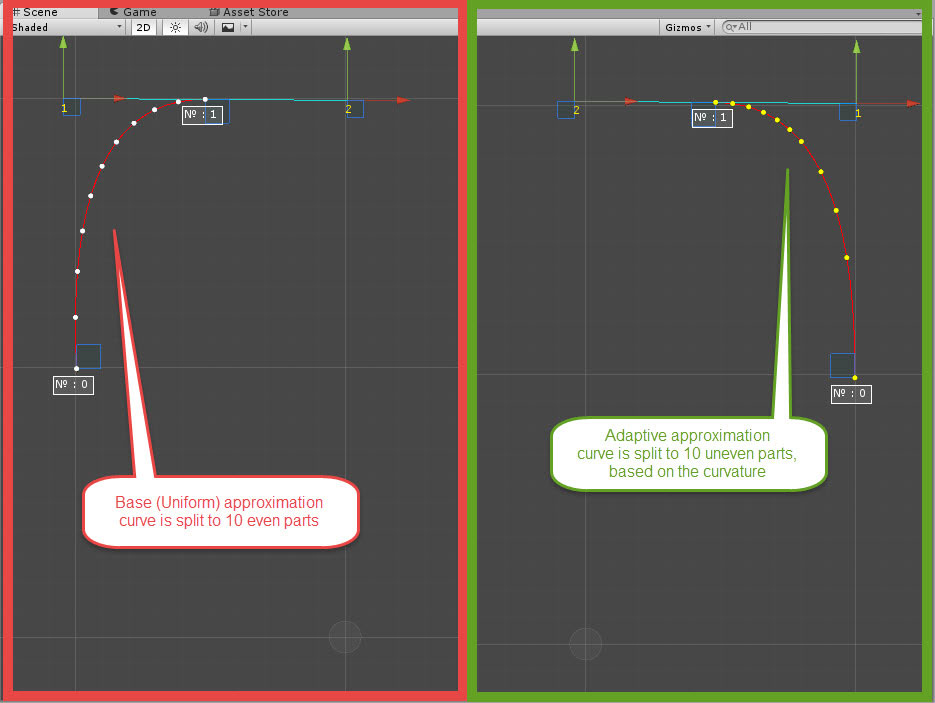 Scene Game Asset Store
Shaded 2D
1
2
Nº : 1
Nº : 0
Base (Uniform) approximation
curve is split to 10 even parts
Gizmos All
2
1
Nº : 1
Nº : 0
Adaptive approximation
curve is split to 10 uneven parts,
based on the curvature